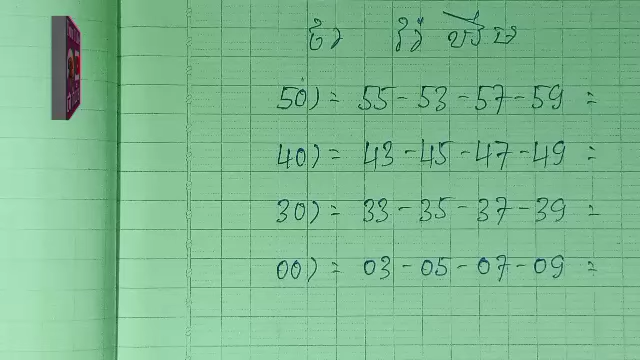 50) = 55 - 53 - 57 - 59 =
40) = 43 - 45 - 47 - 49 =
30) = 33 - 35 - 37 - 39 =
00) = 03 - 05 - 07 - 09 =